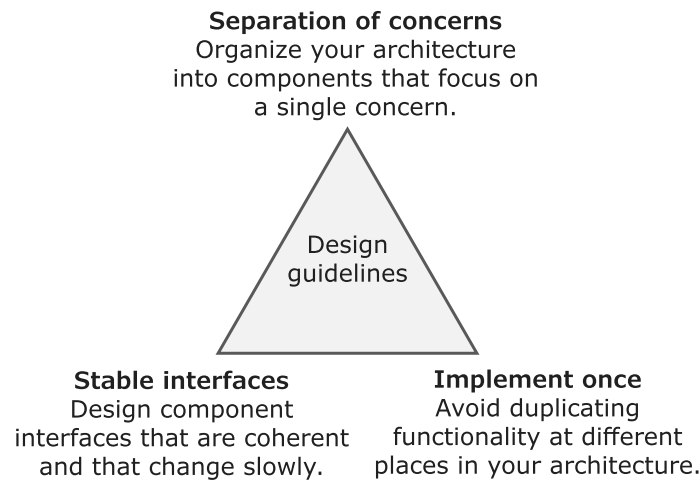 Separation of concerns
Organize your architecture
into components that focus on
a single concern.
Design
guidelines
Stable interfaces
Design component
interfaces that are coherent
and that change slowly.
Implement once
Avoid duplicating
functionality at different
places in your architecture.